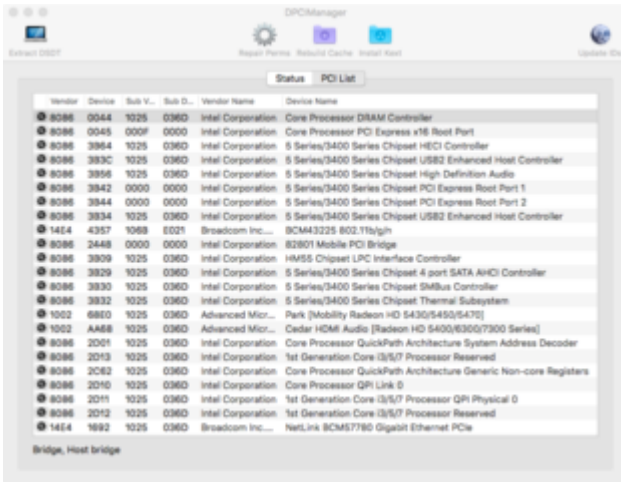 DPCIManager
Extract DSDT Repair Perms Rebuild Cache Install Kext Update IDs
Status PCI List
Vendor Device Sub V... Sub D... Vendor Name Device Name
8086 0044 1025 036D Intel Corporation Core Processor DRAM Controller
8086 0045 000F 0000 Intel Corporation Core Processor PCI Express x16 Root Port
8086 3B64 1025 036D Intel Corporation 5 Series/3400 Series Chipset HECI Controller
8086 3B3C 1025 036D Intel Corporation 5 Series/3400 Series Chipset USB2 Enhanced Host Controller
8086 3B56 1025 036D Intel Corporation 5 Series/3400 Series Chipset High Definition Audio
8086 3B42 0000 0000 Intel Corporation 5 Series/3400 Series Chipset PCI Express Root Port 1
8086 3B44 0000 0000 Intel Corporation 5 Series/3400 Series Chipset PCI Express Root Port 2
8086 3B34 1025 036D Intel Corporation 5 Series/3400 Series Chipset USB2 Enhanced Host Controller
14E4 4357 106B E021 Broadcom Inc.... BCM43225 802.11b/g/n
8086 2448 0000 0000 Intel Corporation 82801 Mobile PCI Bridge
8086 3B09 1025 036D Intel Corporation HM55 Chipset LPC Interface Controller
8086 3B29 1025 036D Intel Corporation 5 Series/3400 Series Chipset 4 port SATA AHCI Controller
8086 3B30 1025 036D Intel Corporation 5 Series/3400 Series Chipset SMBus Controller
8086 3B32 1025 036D Intel Corporation 5 Series/3400 Series Chipset Thermal Subsystem
1002 68E0 1025 036D Advanced Micr... Park [Mobility Radeon HD 5430/5450/5470]
1002 AA68 1025 036D Advanced Micr... Cedar HDMI Audio [Radeon HD 5400/6300/7300 Series]
8086 2D01 1025 036D Intel Corporation Core Processor QuickPath Architecture System Address Decoder
8086 2D13 1025 036D Intel Corporation 1st Generation Core i3/5/7 Processor Reserved
8086 2C62 1025 036D Intel Corporation Core Processor QuickPath Architecture Generic Non-core Registers
8086 2D10 1025 036D Intel Corporation Core Processor QPI Link 0
8086 2D11 1025 036D Intel Corporation 1st Generation Core i3/5/7 Processor QPI Physical 0
8086 2D12 1025 036D Intel Corporation 1st Generation Core i3/5/7 Processor Reserved
14E4 1692 1025 036D Broadcom Inc.... NetLink BCM57780 Gigabit Ethernet PCIe
Bridge, Host bridge